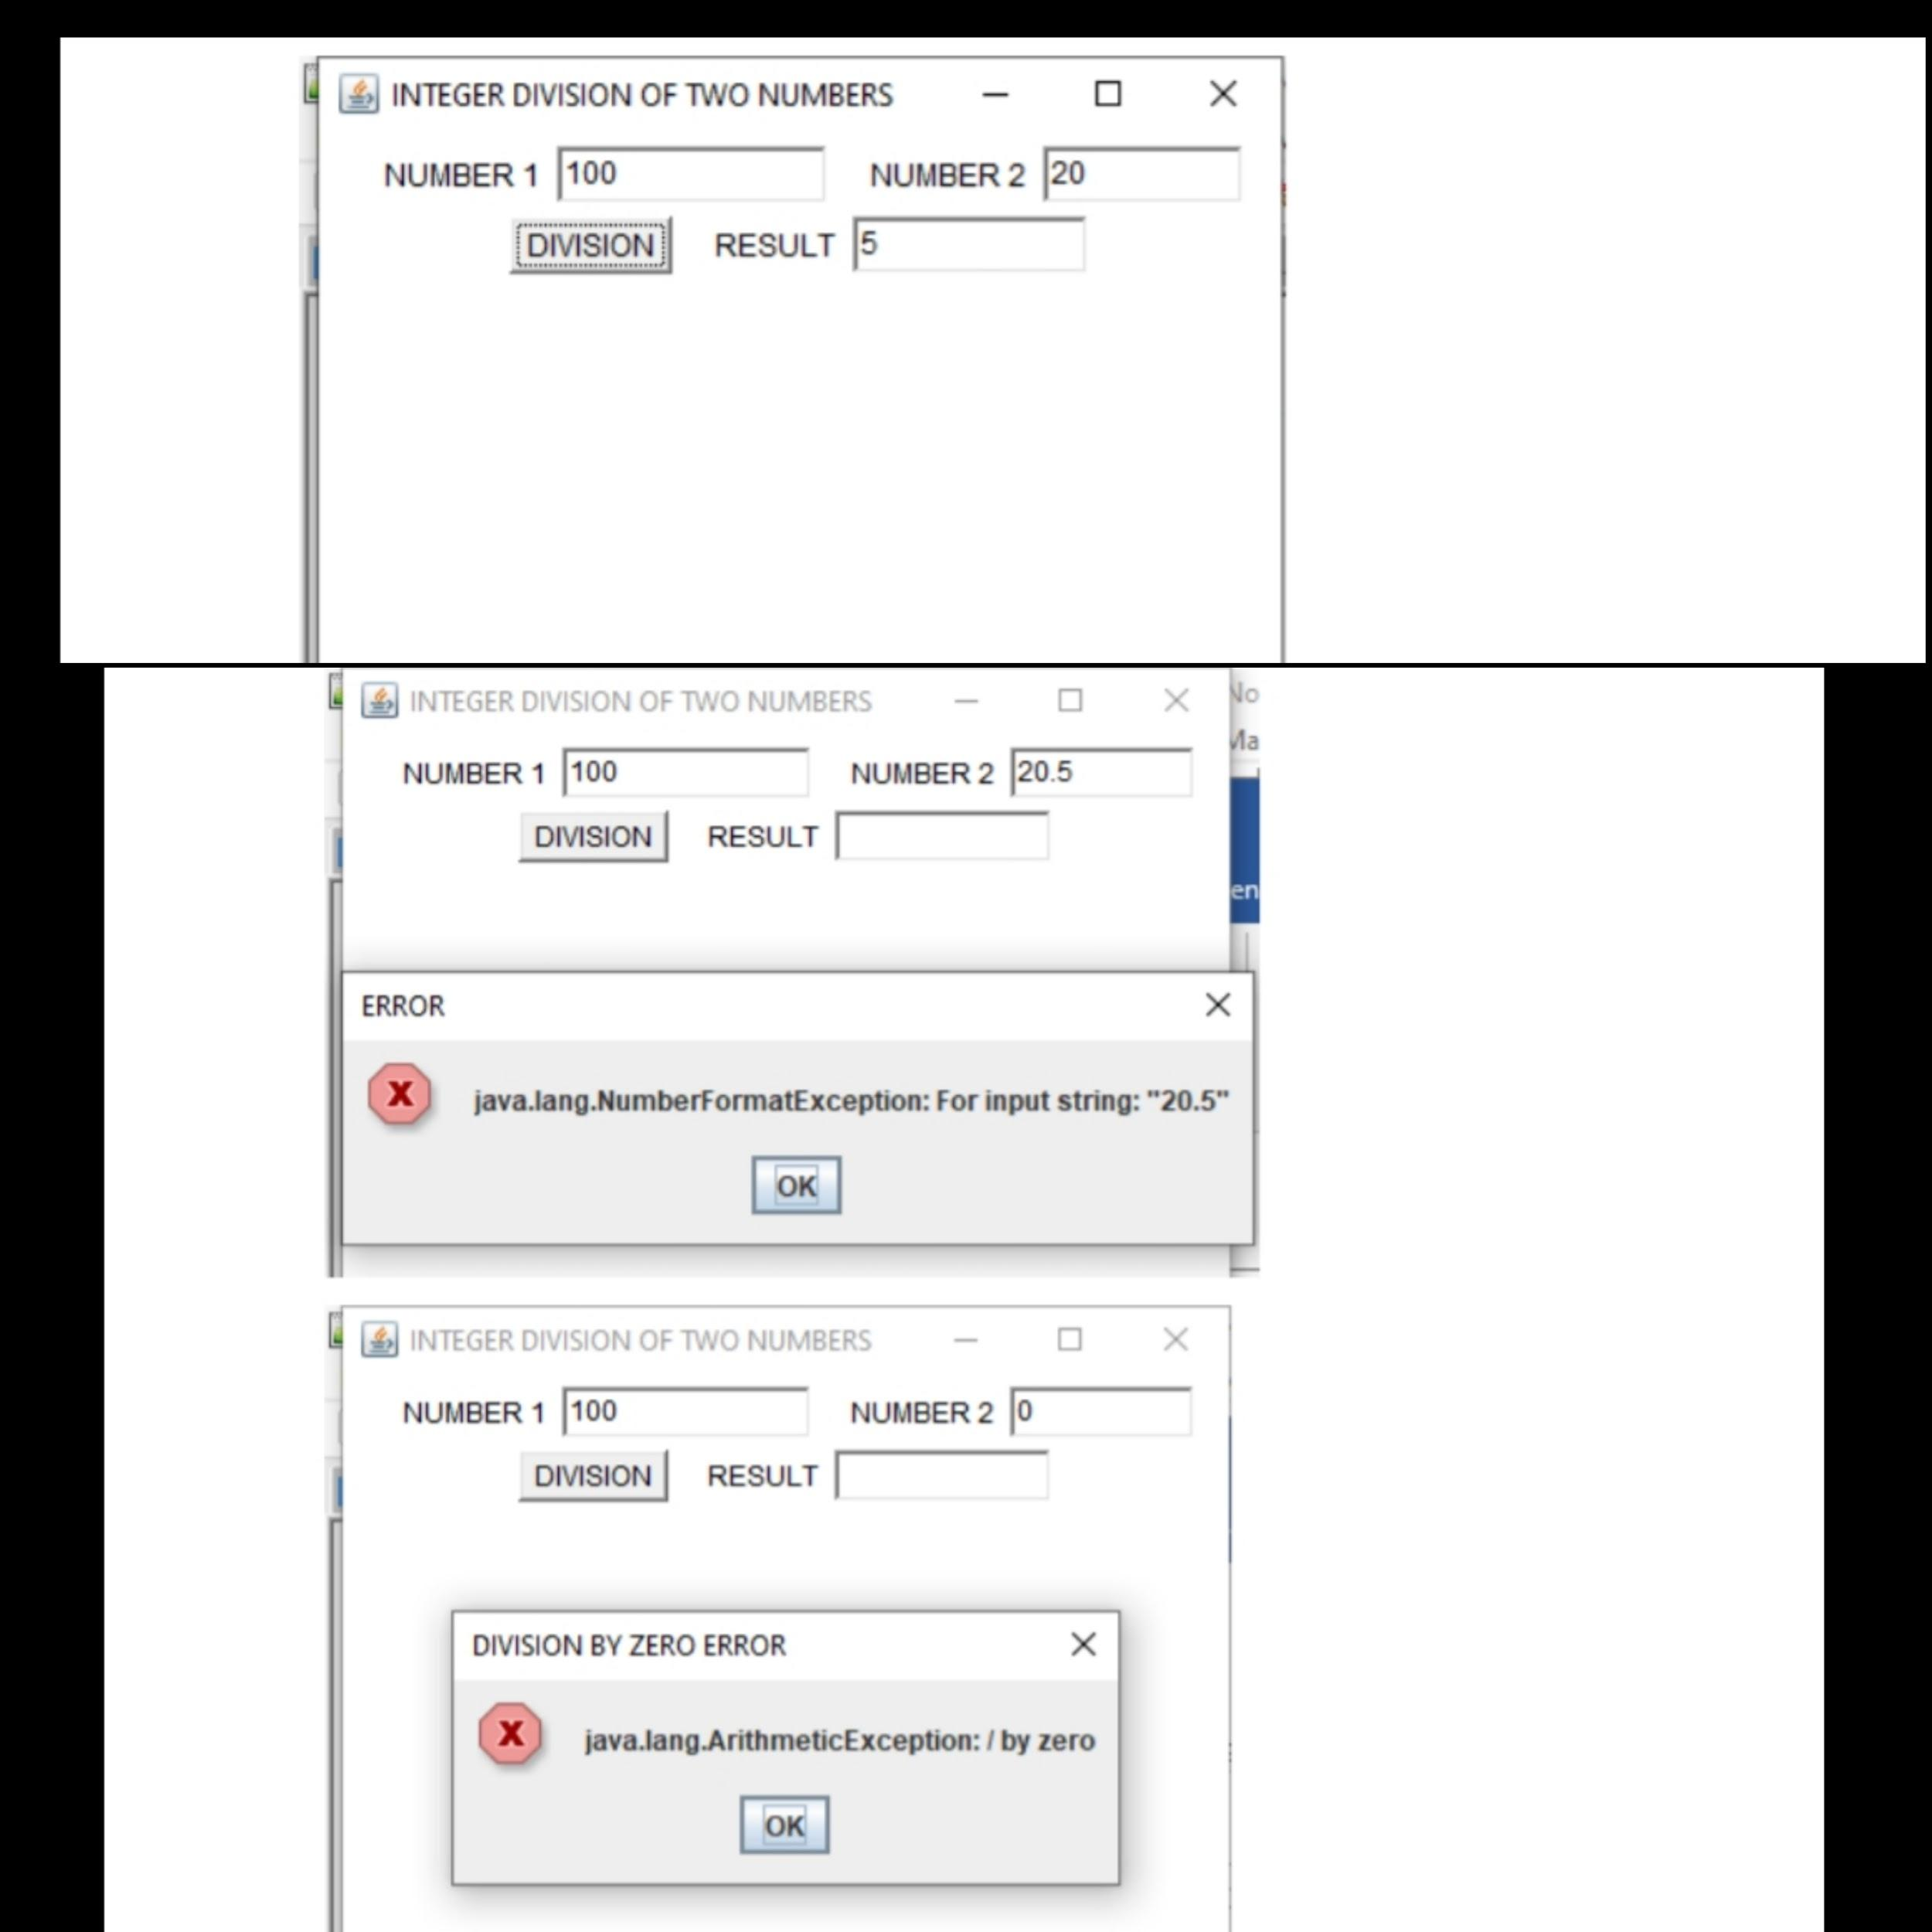 INTEGER DIVISION OF TWO NUMBERS
NUMBER 1 100 NUMBER 2 20
DIVISION RESULT 5
INTEGER DIVISION OF TWO NUMBERS
No
Ma
NUMBER 1 100 NUMBER 2 20.5
DIVISION RESULT
en
ERROR
X java.lang.NumberFormatException: For input string: "20.5"
OK
INTEGER DIVISION OF TWO NUMBERS
NUMBER 1 100 NUMBER 2 0
DIVISION RESULT
DIVISION BY ZERO ERROR
X java.lang.ArithmeticException: / by zero
OK